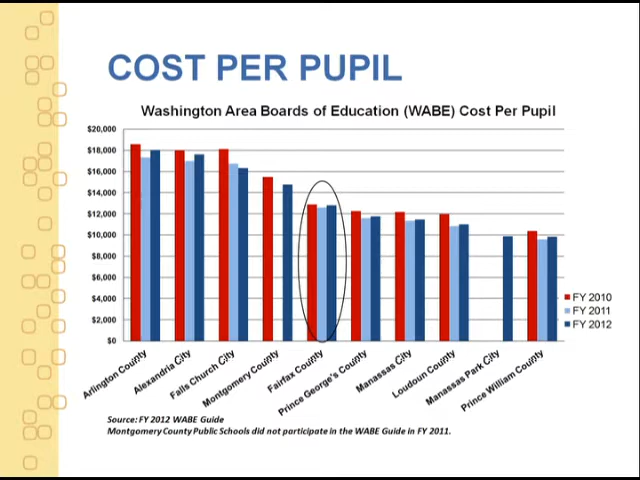 COST PER PUPIL
Washington Area Boards of Education (WABE) Cost Per Pupil
$20,000
$18,000
$16,000
$14,000
$12,000
$10,000
$8,000
$6,000
$4,000
$2,000
$0
FY 2010
FY 2011
FY 2012
Arlington County
Alexandria City
Falls Church City
Montgomery County
Fairfax County
Prince George's County
Manassas City
Loudoun County
Manassas Park City
Prince William County
Source: FY 2012 WABE Guide
Montgomery County Public Schools did not participate in the WABE Guide in FY 2011.